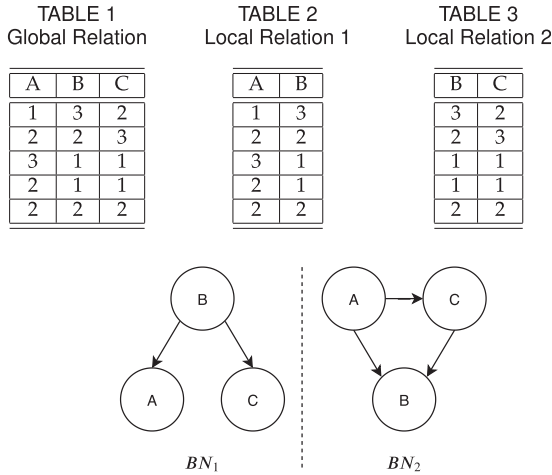 TABLE 1 TABLE 2 TABLE 3
Global Relation Local Relation 1 Local Relation 2
A B C A B B C
1 3 2 1 3 3 2
2 2 3 2 2 2 3
3 1 1 3 1 1 1
2 1 1 2 1 1 1
2 2 2 2 2 2 2
B A C
A C B
BN1 BN2